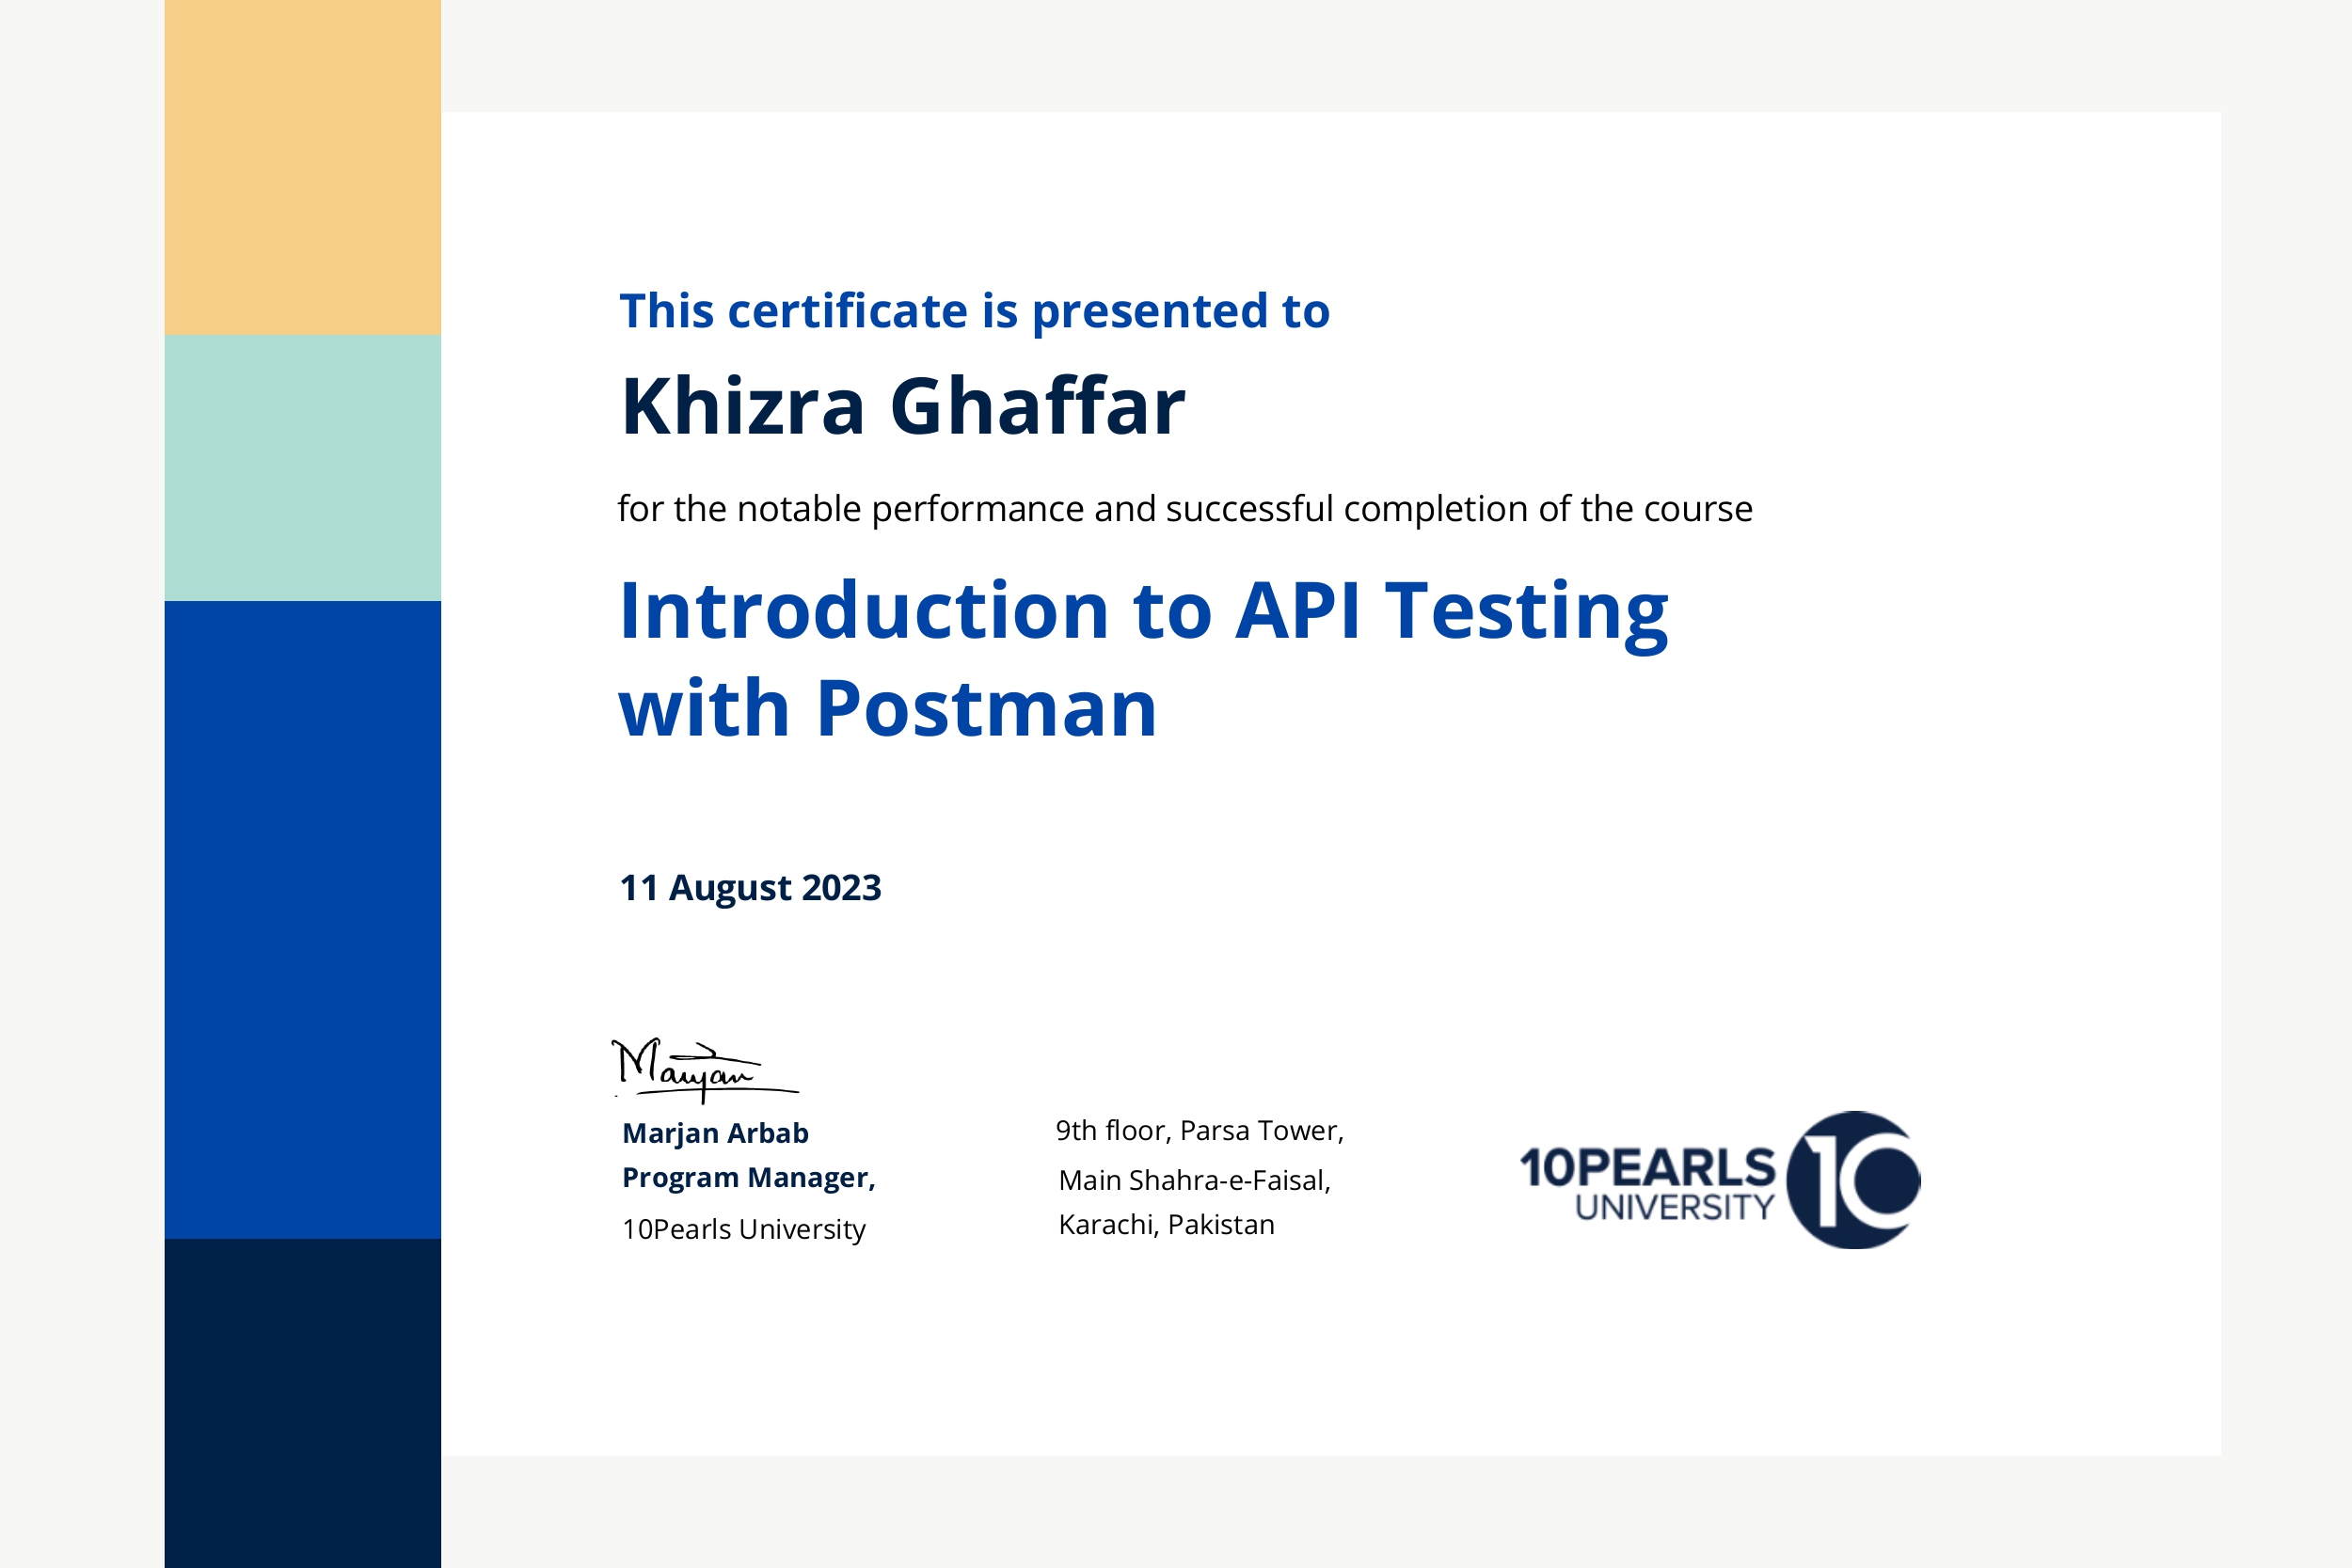 This certificate is presented to
Khizra Ghaffar
for the notable performance and successful completion of the course
Introduction to API Testing
with Postman
11 August 2023
Marjan
Marjan Arbab
Program Manager,
10Pearls University
9th floor, Parsa Tower,
Main Shahra-e-Faisal,
Karachi, Pakistan
10PEARLS
UNIVERSITY
10